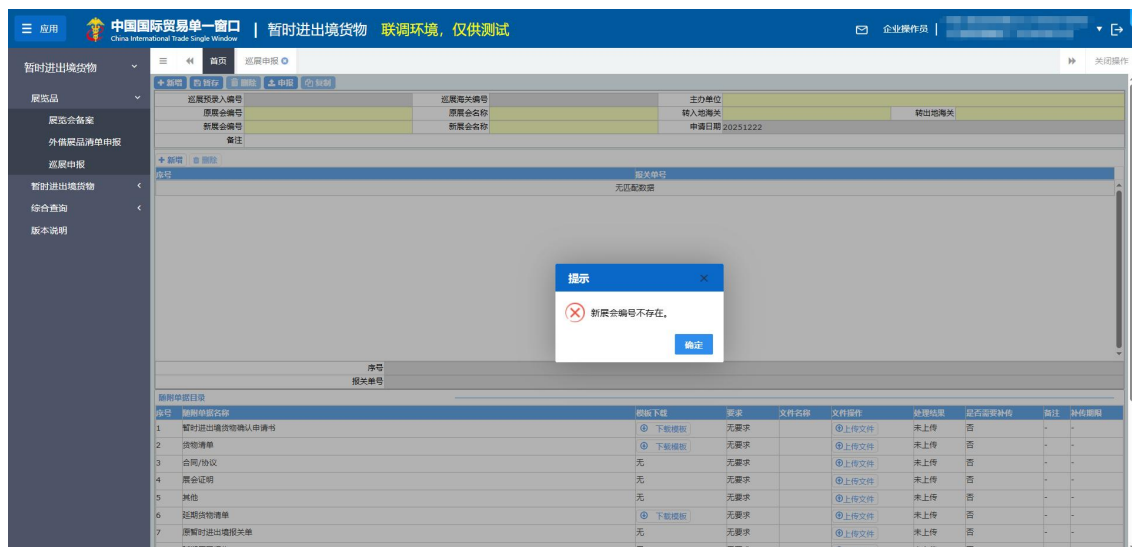 应用 中国国际贸易单一窗口 | 暂时进出境货物 联调环境，仅供测试 企业操作员 |
China International Trade Single Window
暂时进出境货物 首页 巡展申报 关闭操作
展览品
展览会备案
外借展品清单申报
巡展申报
暂时进出境货物
综合查询
版本说明
新增 暂存 删除 申报 复制
巡展预录入编号 巡展海关编号 主办单位
原展会编号 原展会名称 转入地海关 转出地海关
新展会编号 新展会名称 申请日期 20251222
备注
新增 删除
序号 报关单号
无匹配数据
提示
新展会编号不存在。
确定
序号
报关单号
随附单据目录
序号 随附单据名称 模板下载 要求 文件名称 文件操作 处理结果 是否需要补传 备注 补传期限
1 暂时进出境货物确认申请书 下载模板 无要求 上传文件 未上传 否 - -
2 货物清单 下载模板 无要求 上传文件 未上传 否 - -
3 合同/协议 无 无要求 上传文件 未上传 否 - -
4 展会证明 无 无要求 上传文件 未上传 否 - -
5 其他 无 无要求 上传文件 未上传 否 - -
6 延期货物清单 下载模板 无要求 上传文件 未上传 否 - -
7 原暂时进出境报关单 无 无要求 上传文件 未上传 否 - -